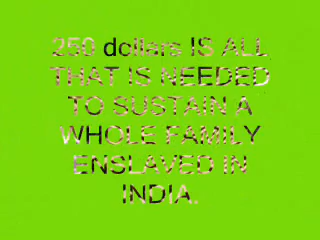 250 dollars IS ALL
THAT IS NEEDED
TO SUSTAIN A
WHOLE FAMILY
ENSLAVED IN
INDIA.